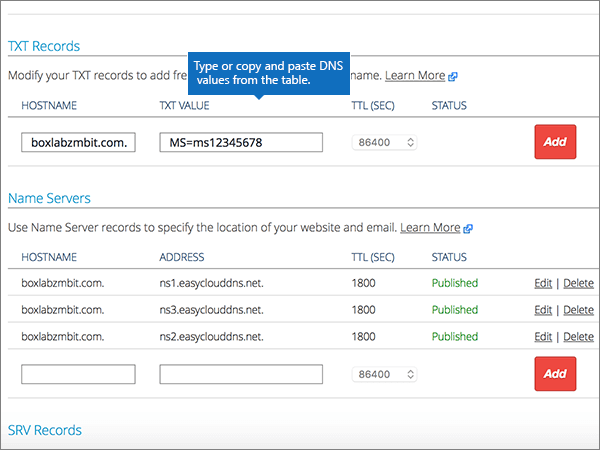 TXT Records
Type or copy and paste DNS
values from the table.
Modify your TXT records to add fre name. Learn More
HOSTNAME TXT VALUE TTL (SEC) STATUS
boxlabzmbit.com. MS=ms12345678 86400 Add
Name Servers
Use Name Server records to specify the location of your website and email. Learn More
HOSTNAME ADDRESS TTL (SEC) STATUS
boxlabzmbit.com. ns1.easyclouddns.net. 1800 Published Edit | Delete
boxlabzmbit.com. ns3.easyclouddns.net. 1800 Published Edit | Delete
boxlabzmbit.com. ns2.easyclouddns.net. 1800 Published Edit | Delete
86400 Add
SRV Records